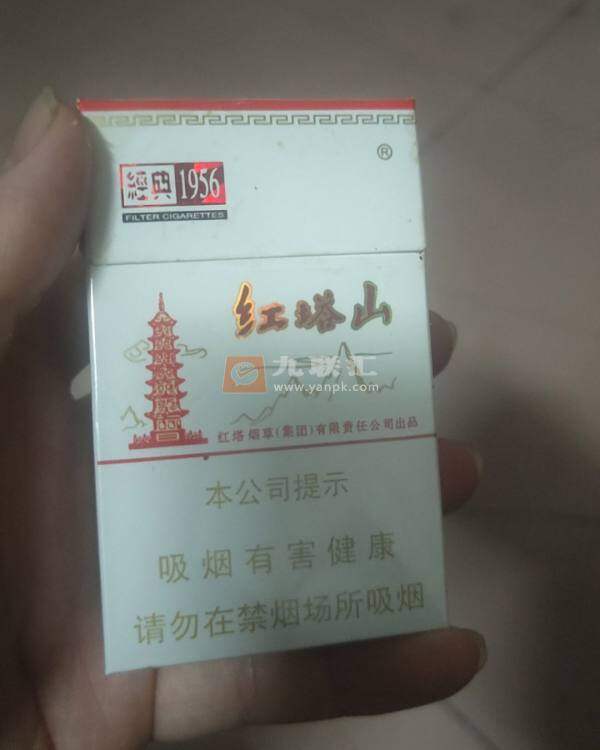 經典 1956
FILTER CIGARETTES
®
红塔山
九联汇
www.yanpk.com
红塔烟草(集团)有限责任公司出品
本公司提示
吸烟有害健康
请勿在禁烟场所吸烟